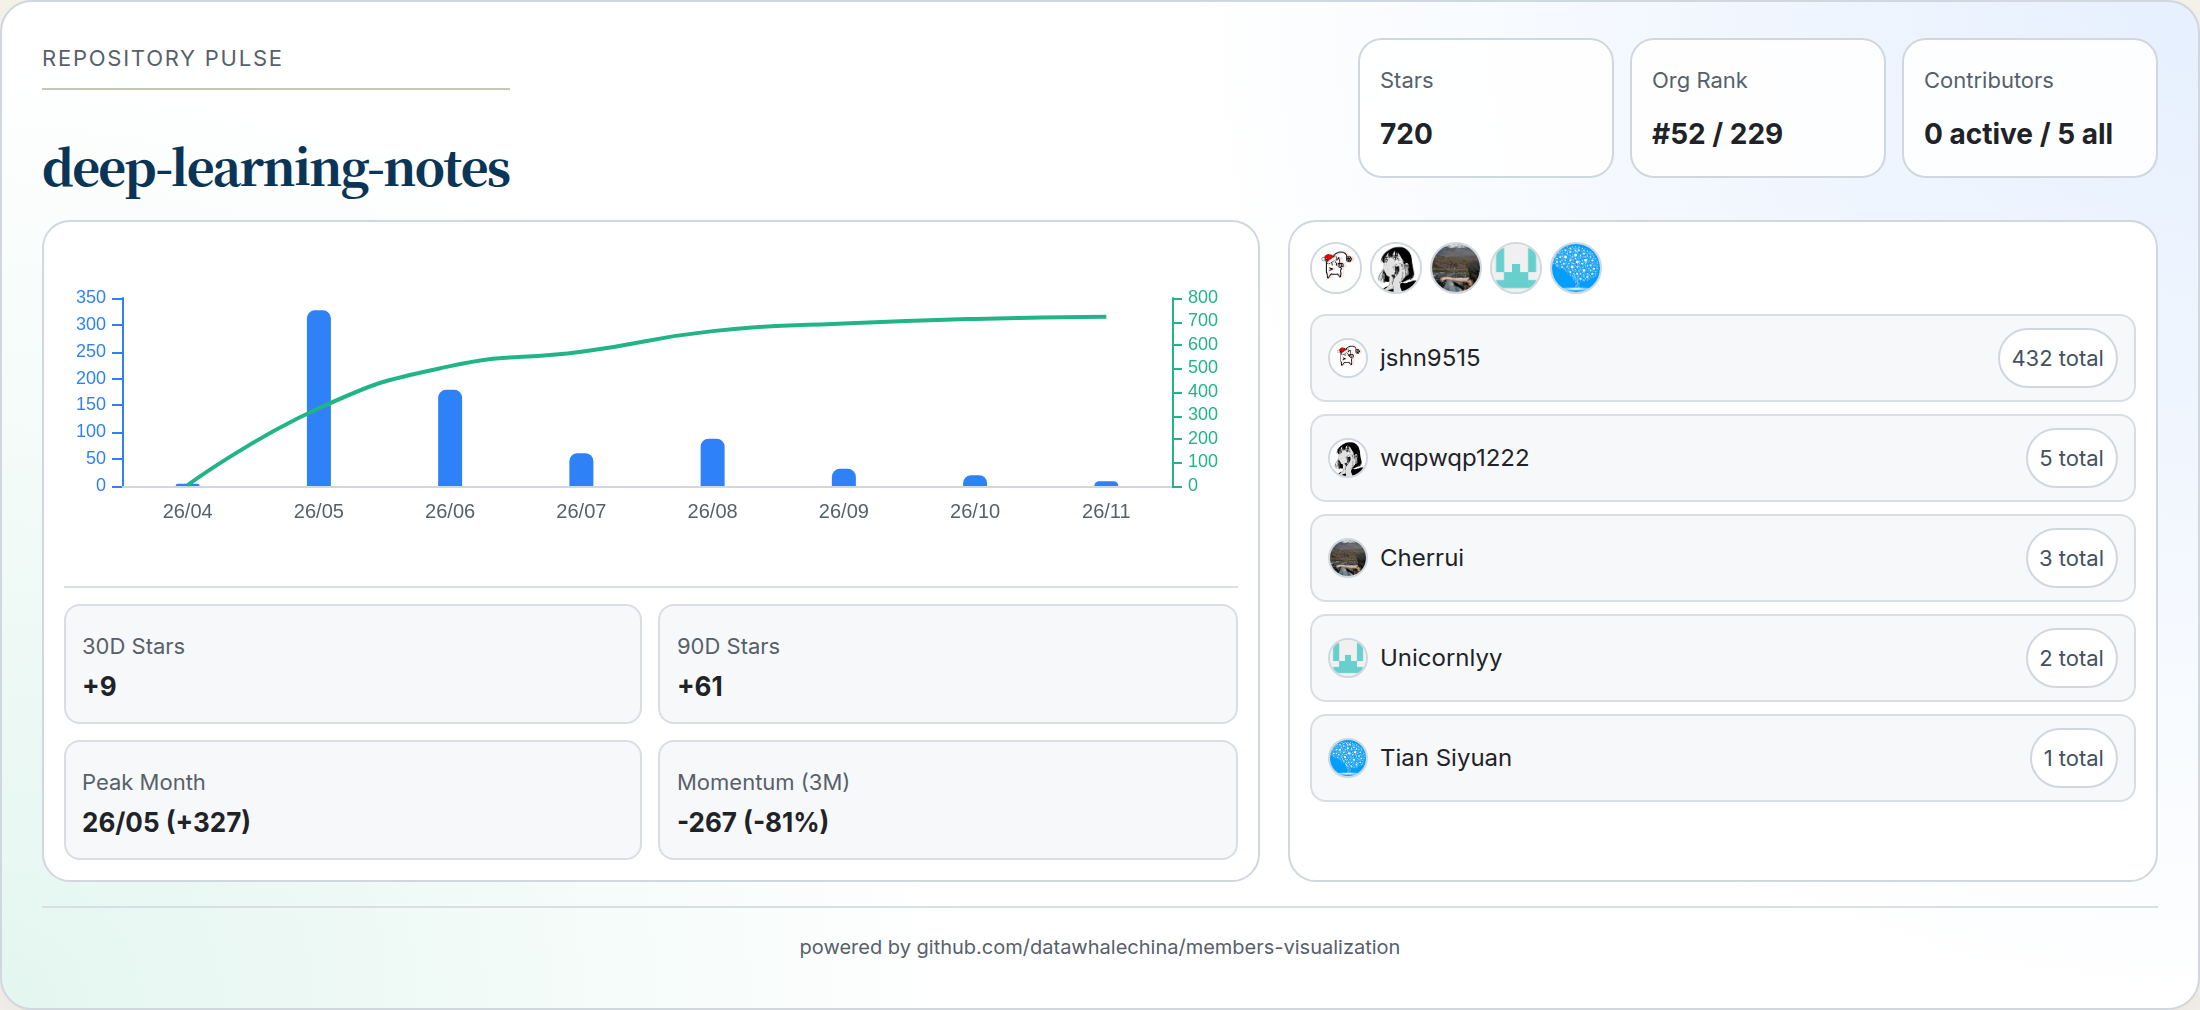 REPOSITORY PULSE
deep-learning-notes
Stars
720
Org Rank
#52 / 229
Contributors
0 active / 5 all
350
300
250
200
150
100
50
0
800
700
600
500
400
300
200
100
0
26/04 26/05 26/06 26/07 26/08 26/09 26/10 26/11
30D Stars
+9
90D Stars
+61
Peak Month
26/05 (+327)
Momentum (3M)
-267 (-81%)
jshn9515 432 total
wqpwqp1222 5 total
Cherrui 3 total
Unicornlyy 2 total
Tian Siyuan 1 total
powered by github.com/datawhalechina/members-visualization